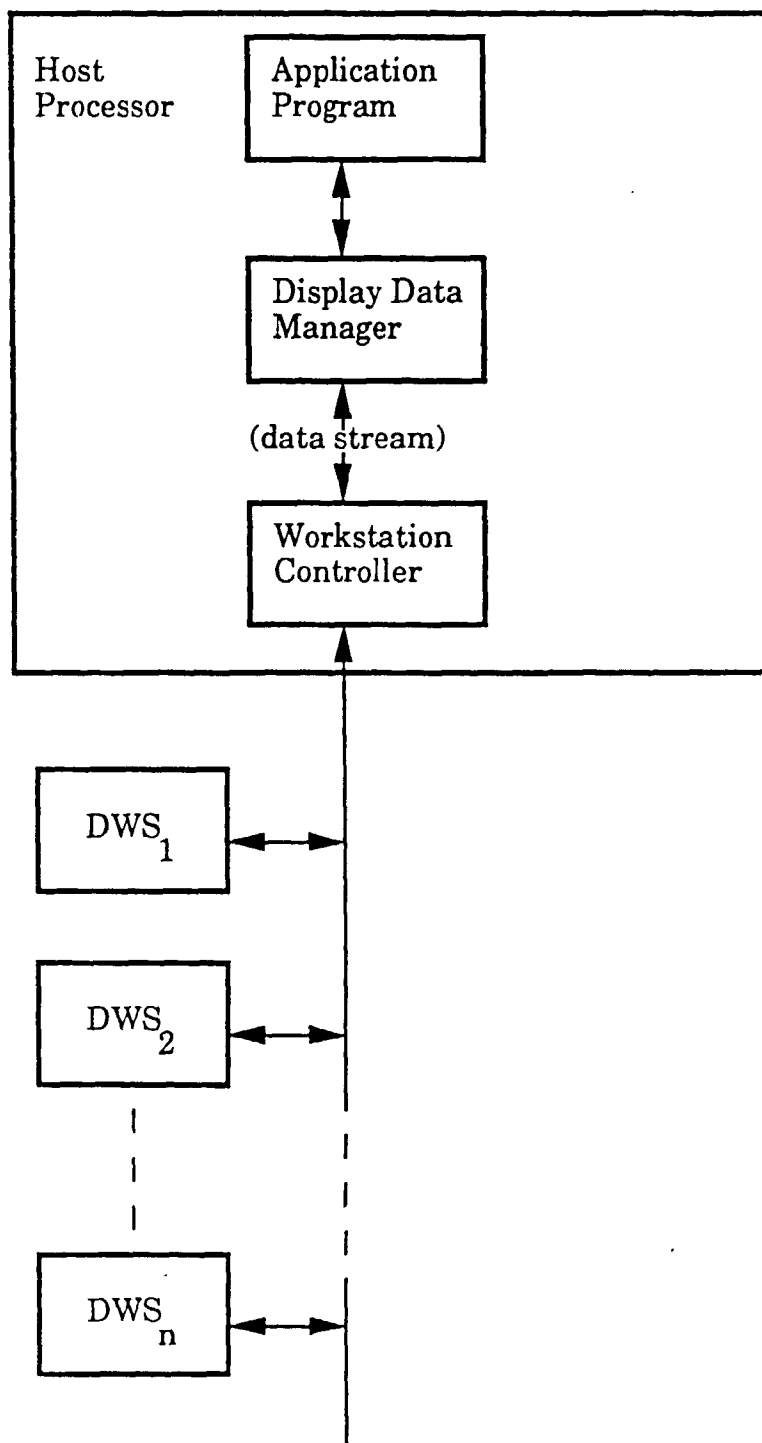 Host
Processor
Application
Program
Display Data
Manager
(data stream)
Workstation
Controller
DWS1
DWS2
DWSn